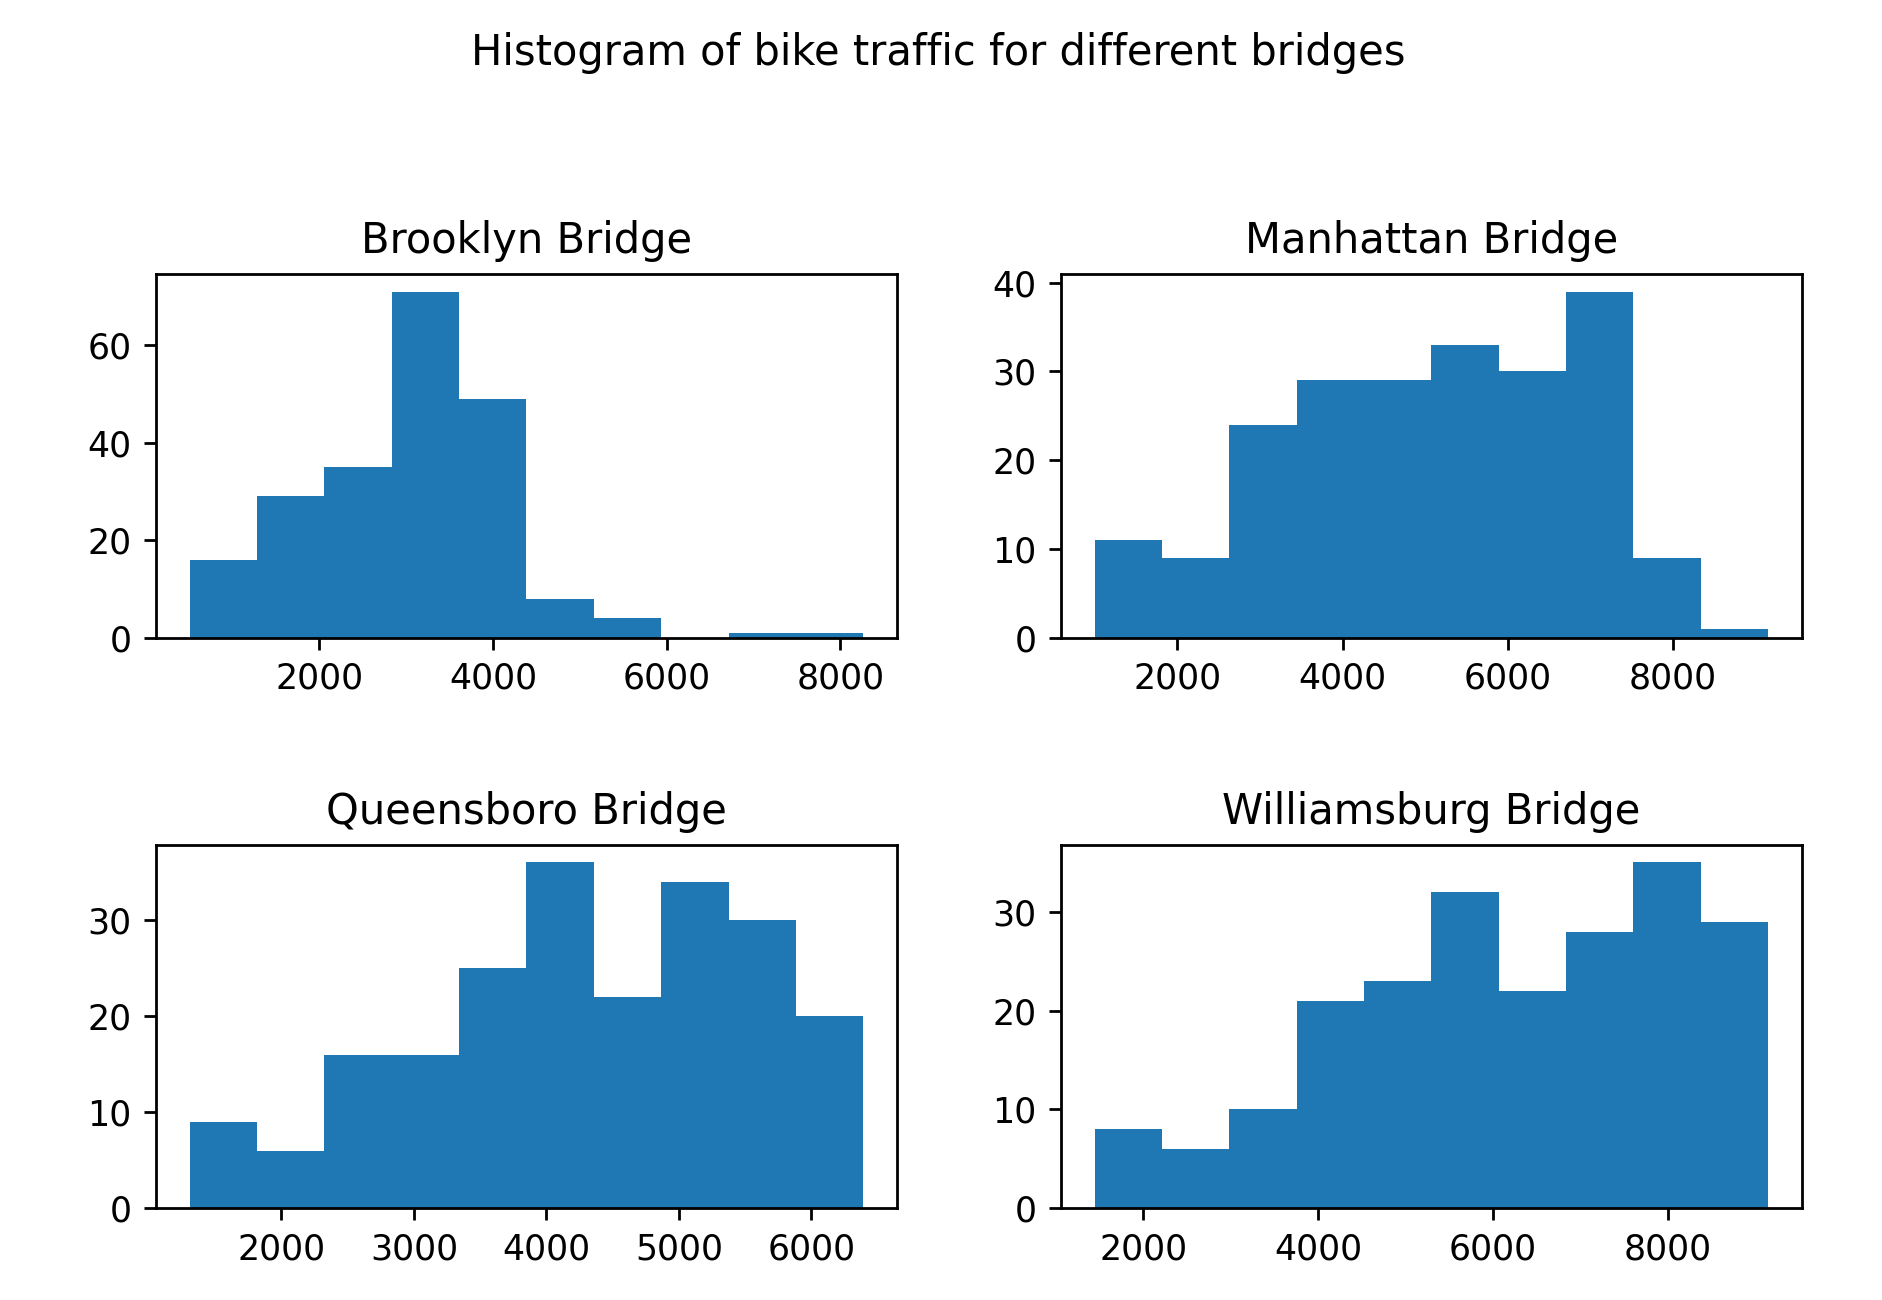 Histogram of bike traffic for different bridges
Brooklyn Bridge
60
40
20
0
2000 4000 6000 8000
Manhattan Bridge
40
30
20
10
0
2000 4000 6000 8000
Queensboro Bridge
30
20
10
0
2000 3000 4000 5000 6000
Williamsburg Bridge
30
20
10
0
2000 4000 6000 8000